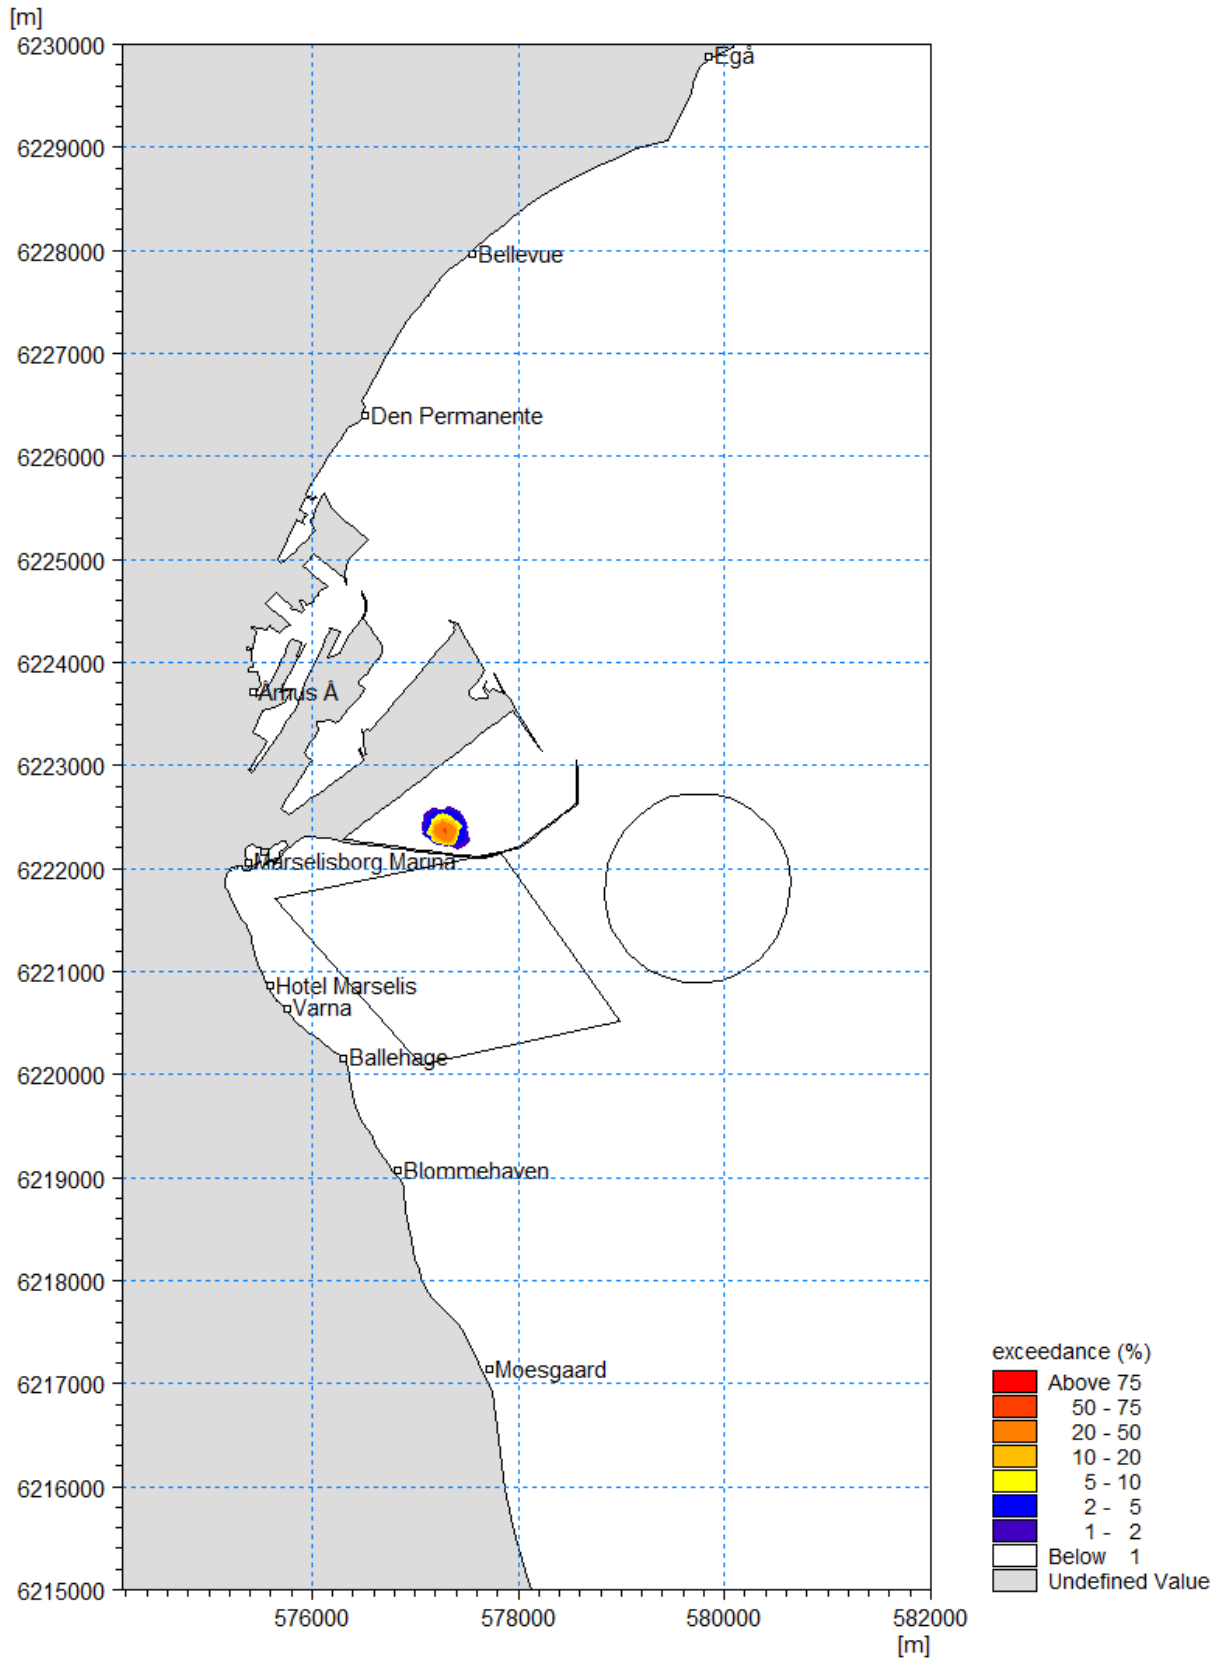 [m]
6230000
Egå
6229000
6228000
Bellevue
6227000
6226000
Den Permanente
6225000
6224000
Århus Å
6223000
6222000
Marselisborg Marina
6221000
Hotel Marselis
Varna
6220000
Ballehage
6219000
Blommehaven
6218000
6217000
Moesgaard
6216000
6215000
576000 578000 580000 582000
[m]
exceedance (%)
Above 75
50 - 75
20 - 50
10 - 20
5 - 10
2 - 5
1 - 2
Below 1
Undefined Value